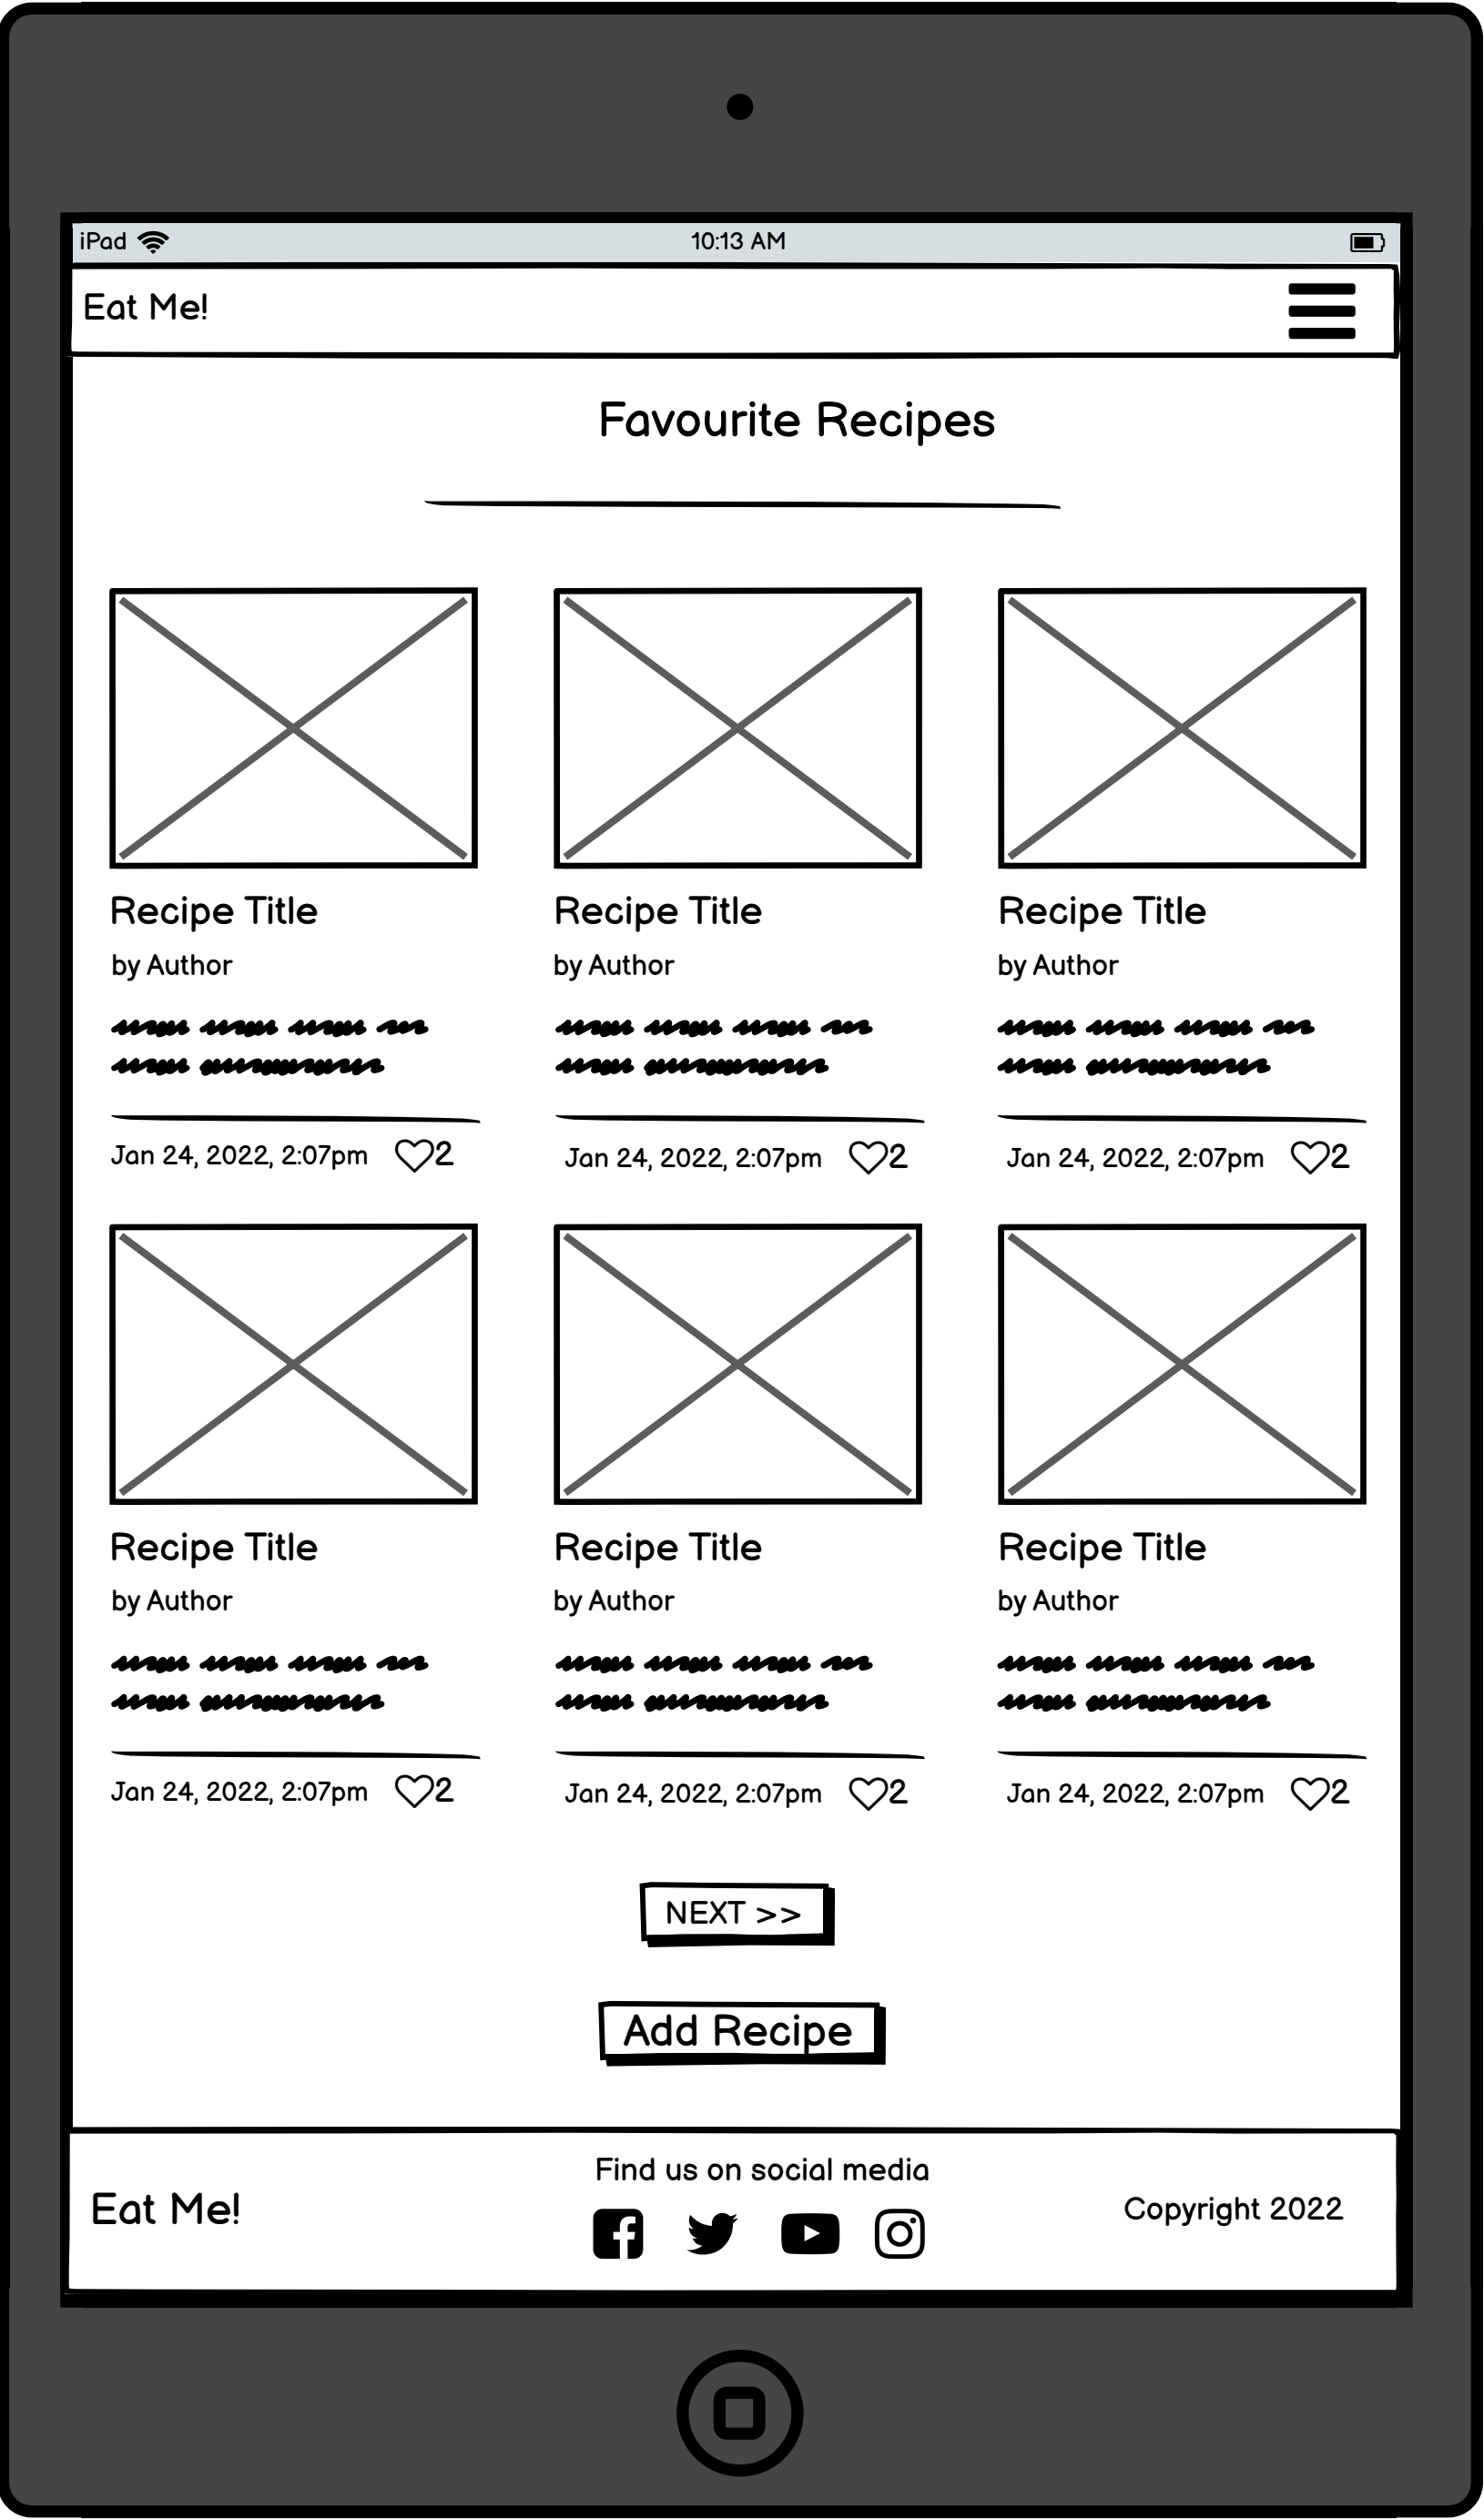 iPad 10:13 AM
Eat Me!
Favourite Recipes
Recipe Title Recipe Title Recipe Title
by Author by Author by Author
Jan 24, 2022, 2:07pm 2 Jan 24, 2022, 2:07pm 2 Jan 24, 2022, 2:07pm 2
Recipe Title Recipe Title Recipe Title
by Author by Author by Author
Jan 24, 2022, 2:07pm 2 Jan 24, 2022, 2:07pm 2 Jan 24, 2022, 2:07pm 2
NEXT >>
Add Recipe
Find us on social media
Eat Me! Copyright 2022